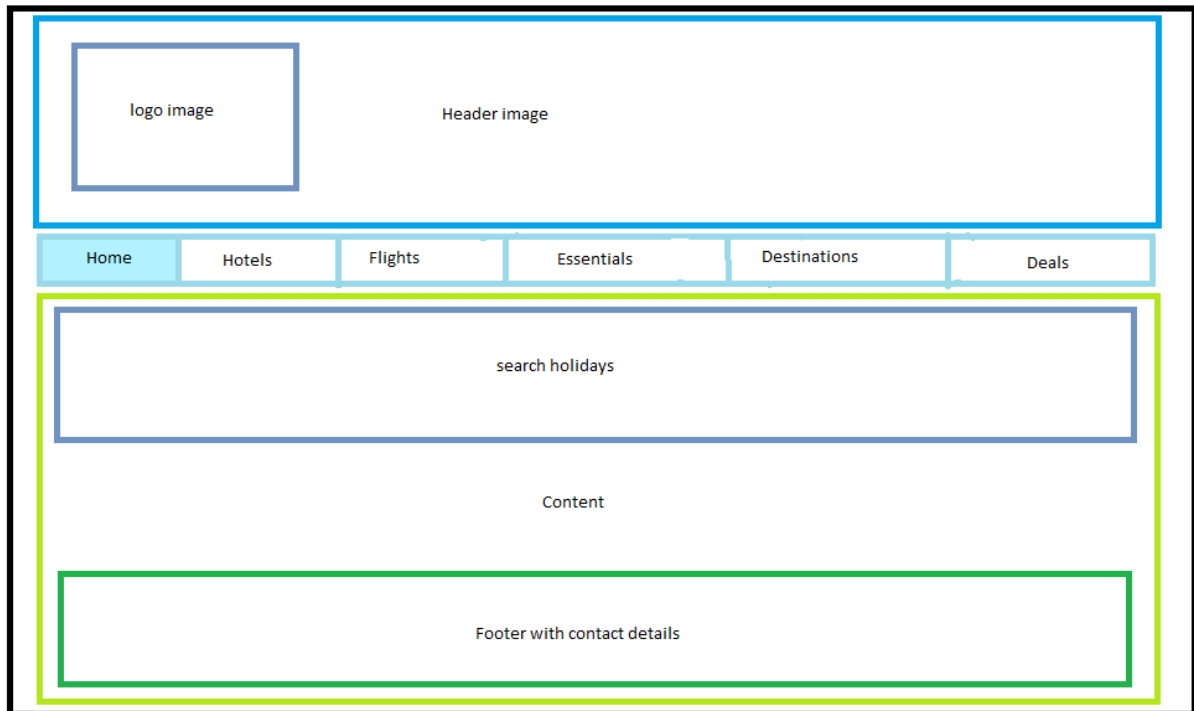 logo image
Header image
Home
Hotels
Flights
Essentials
Destinations
Deals
search holidays
Content
Footer with contact details